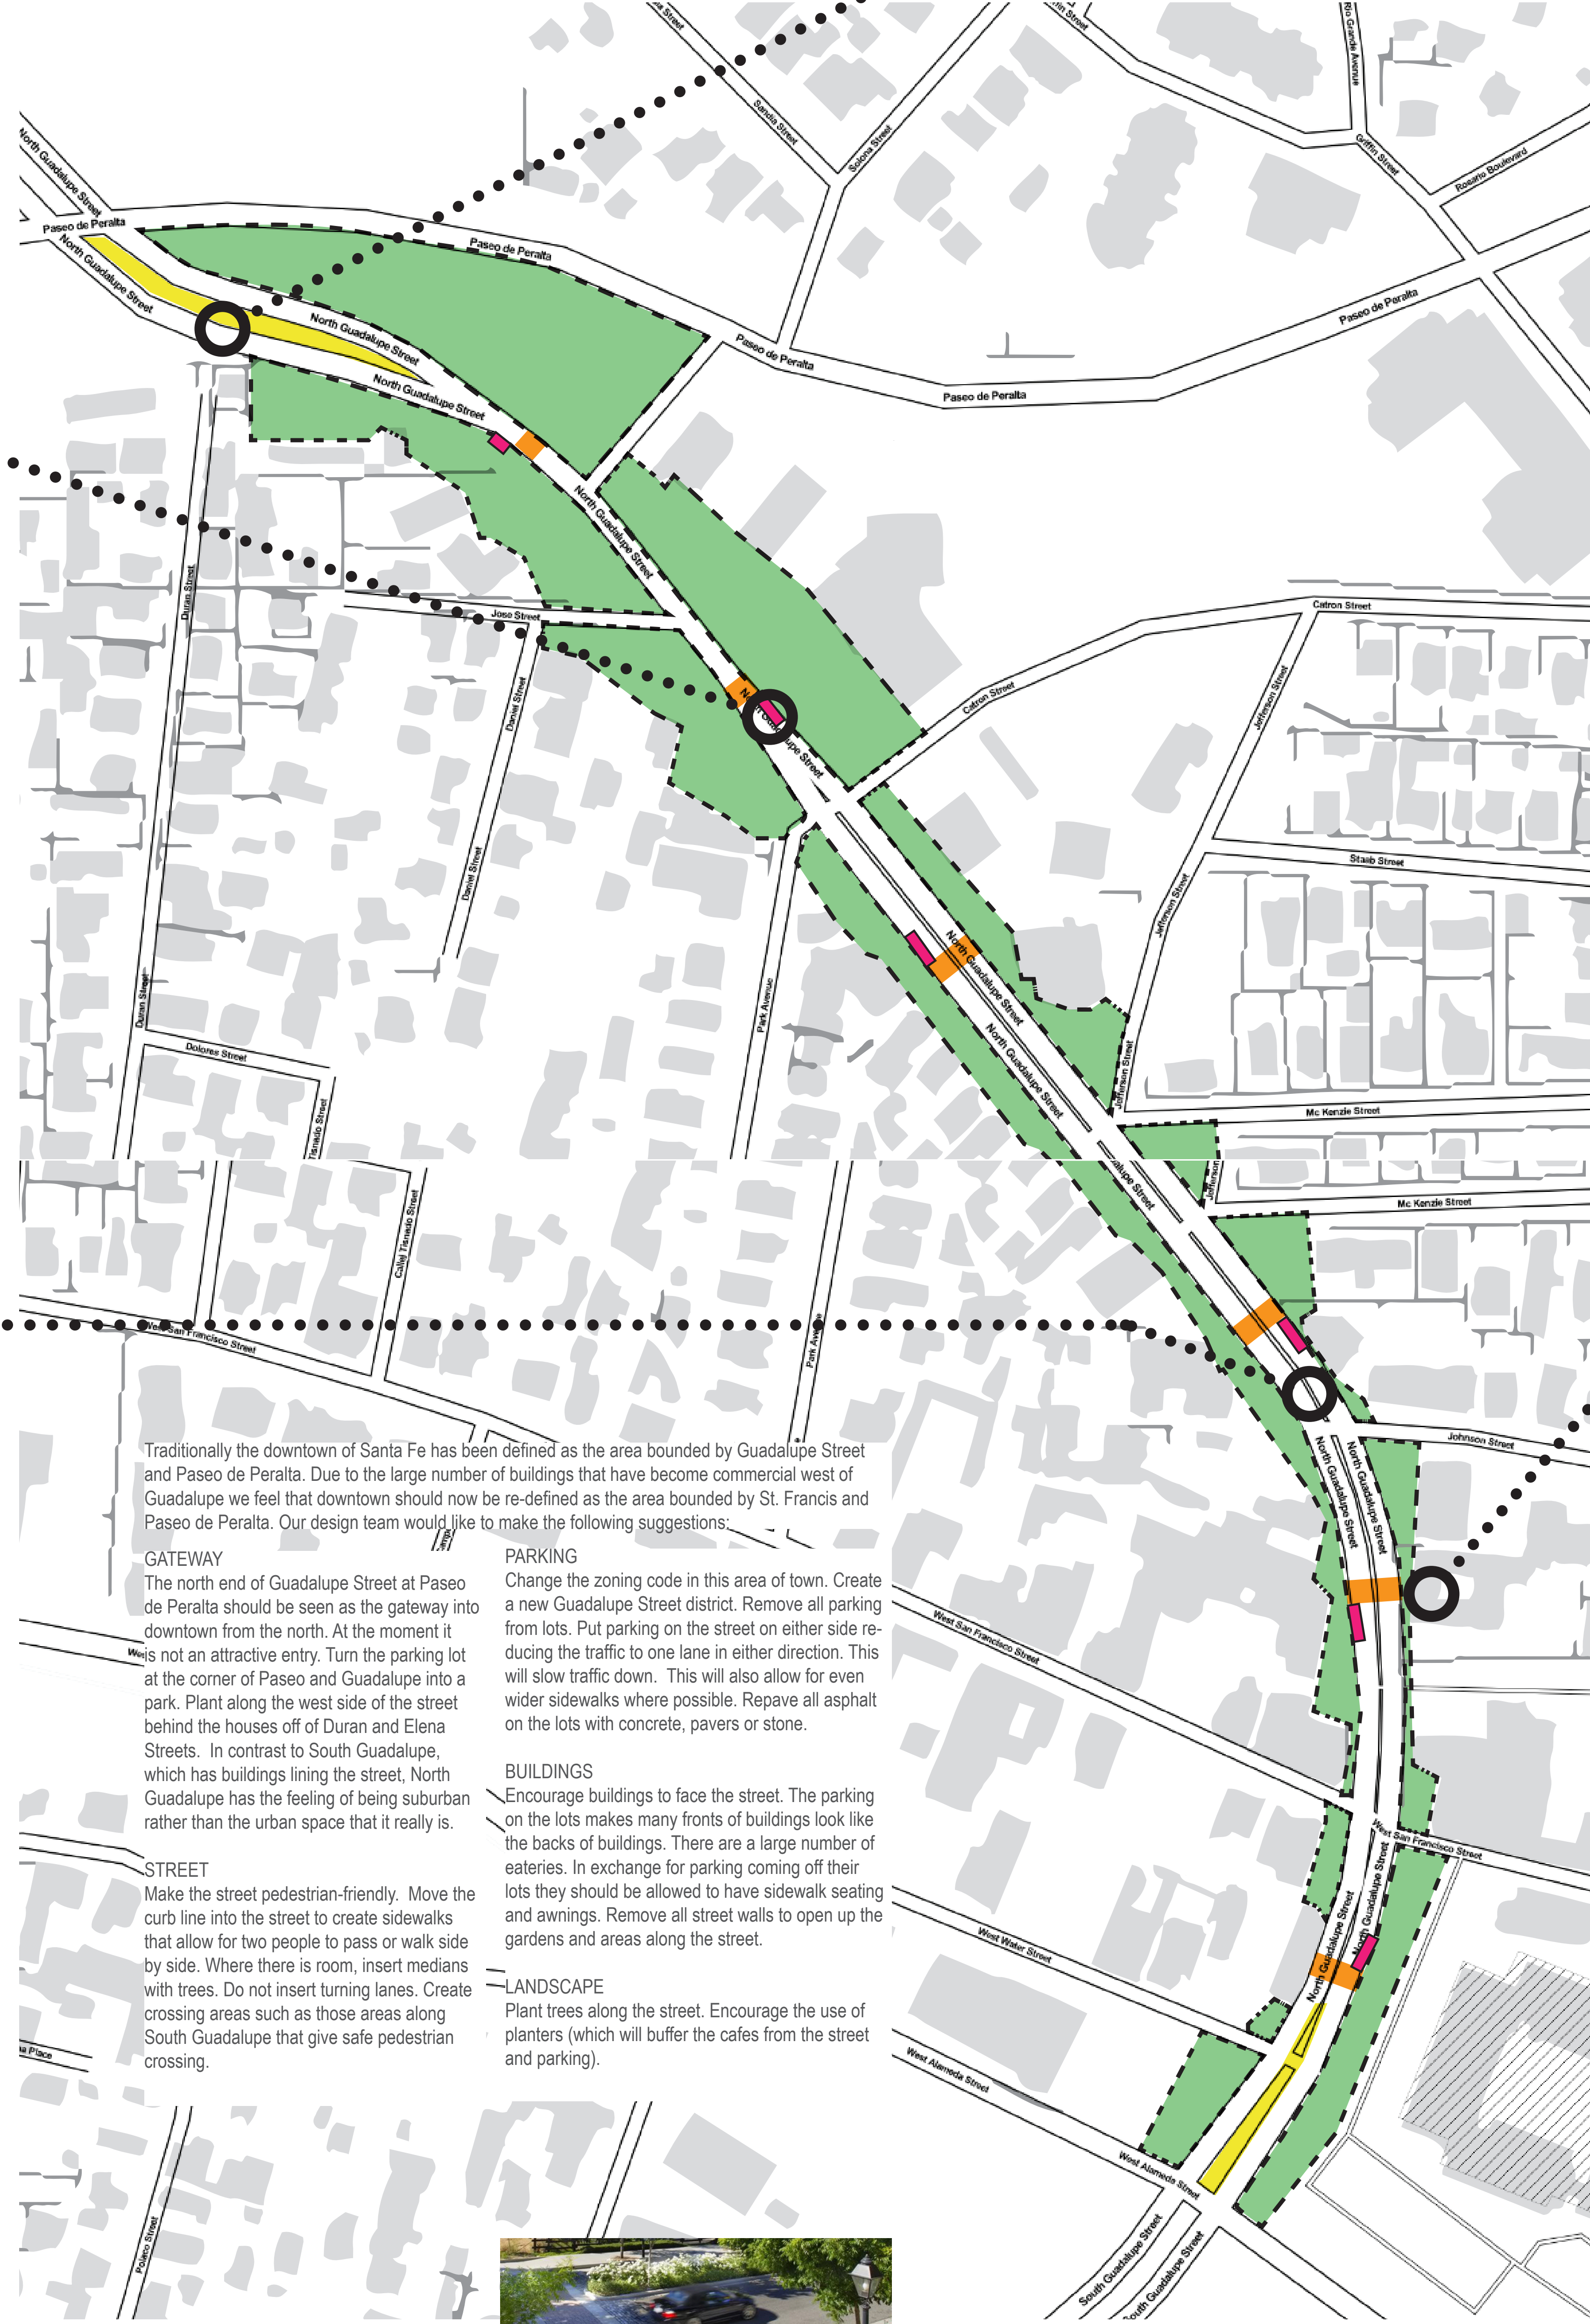 Sandia Street
Solona Street
Griffin Street
Rio Grande Avenue
Griffin Street
Rosario Boulevard
North Guadalupe Street
Paseo de Peralta
North Guadalupe Street
Paseo de Peralta
North Guadalupe Street
North Guadalupe Street
Paseo de Peralta
Paseo de Peralta
Paseo de Peralta
North Guadalupe Street
Duran Street
Jose Street
Catron Street
Daniel Street
Catron Street
Jefferson Street
North Guadalupe Street
Daniel Street
Staab Street
Jefferson Street
Park Avenue
North Guadalupe Street
North Guadalupe Street
Duran Street
Dolores Street
Jefferson Street
Tisnado Street
Mc Kenzie Street
alupe Street
Jefferson
Mc Kenzie Street
Callej Tisnado Street
West San Francisco Street
Park Avenue
Johnson Street
North Guadalupe Street
North Guadalupe Street
Traditionally the downtown of Santa Fe has been defined as the area bounded by Guadalupe Street
and Paseo de Peralta. Due to the large number of buildings that have become commercial west of
Guadalupe we feel that downtown should now be re-defined as the area bounded by St. Francis and
Paseo de Peralta. Our design team would like to make the following suggestions:
GATEWAY
The north end of Guadalupe Street at Paseo
de Peralta should be seen as the gateway into
downtown from the north. At the moment it
is not an attractive entry. Turn the parking lot
at the corner of Paseo and Guadalupe into a
park. Plant along the west side of the street
behind the houses off of Duran and Elena
Streets. In contrast to South Guadalupe,
which has buildings lining the street, North
Guadalupe has the feeling of being suburban
rather than the urban space that it really is.
STREET
Make the street pedestrian-friendly. Move the
curb line into the street to create sidewalks
that allow for two people to pass or walk side
by side. Where there is room, insert medians
with trees. Do not insert turning lanes. Create
crossing areas such as those areas along
South Guadalupe that give safe pedestrian
crossing.
PARKING
Change the zoning code in this area of town. Create
a new Guadalupe Street district. Remove all parking
from lots. Put parking on the street on either side re-
ducing the traffic to one lane in either direction. This
will slow traffic down. This will also allow for even
wider sidewalks where possible. Repave all asphalt
on the lots with concrete, pavers or stone.
BUILDINGS
Encourage buildings to face the street. The parking
on the lots makes many fronts of buildings look like
the backs of buildings. There are a large number of
eateries. In exchange for parking coming off their
lots they should be allowed to have sidewalk seating
and awnings. Remove all street walls to open up the
gardens and areas along the street.
LANDSCAPE
Plant trees along the street. Encourage the use of
planters (which will buffer the cafes from the street
and parking).
West San Francisco Street
West San Francisco Street
North Guadalupe Street
North Guadalupe Street
West Water Street
West Alameda Street
West Alameda Street
Place
Polaco Street
South Guadalupe Street
South Guadalupe Street